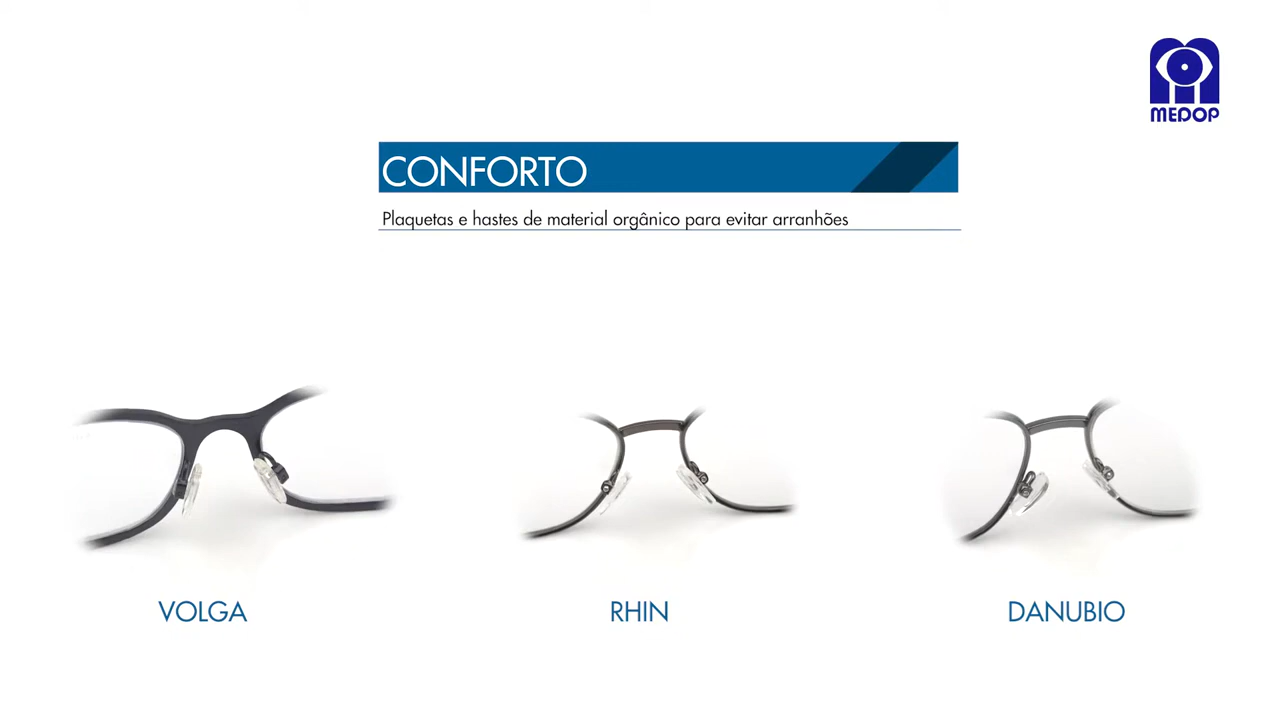 MEDOP
CONFORTO
Plaquetas e hastes de material orgânico para evitar arranhões
VOLGA
RHIN
DANUBIO